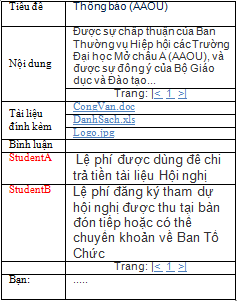 Tiêu đề
Thông báo (AAOU)
Nội dung
Được sự chấp thuận của Ban
Thường vụ Hiệp hội các Trường
Đại học Mở châu Á (AAOU), và
được sự đồng ý của Bộ Giáo
dục và Đào tạo...
Trang: |< 1 >|
Tài liệu
đính kèm
CongVan.doc
DanhSach.xls
Logo.jpg
Bình luận
StudentA
Lệ phí được dùng để chi
trả tiền tài liệu Hội nghị
StudentB
Lệ phí đăng ký tham dự
hội nghị được thu tại bàn
đón tiếp hoặc có thể
chuyển khoản về Ban Tổ
Chức
Trang: |< 1 >|
Bạn:
.....